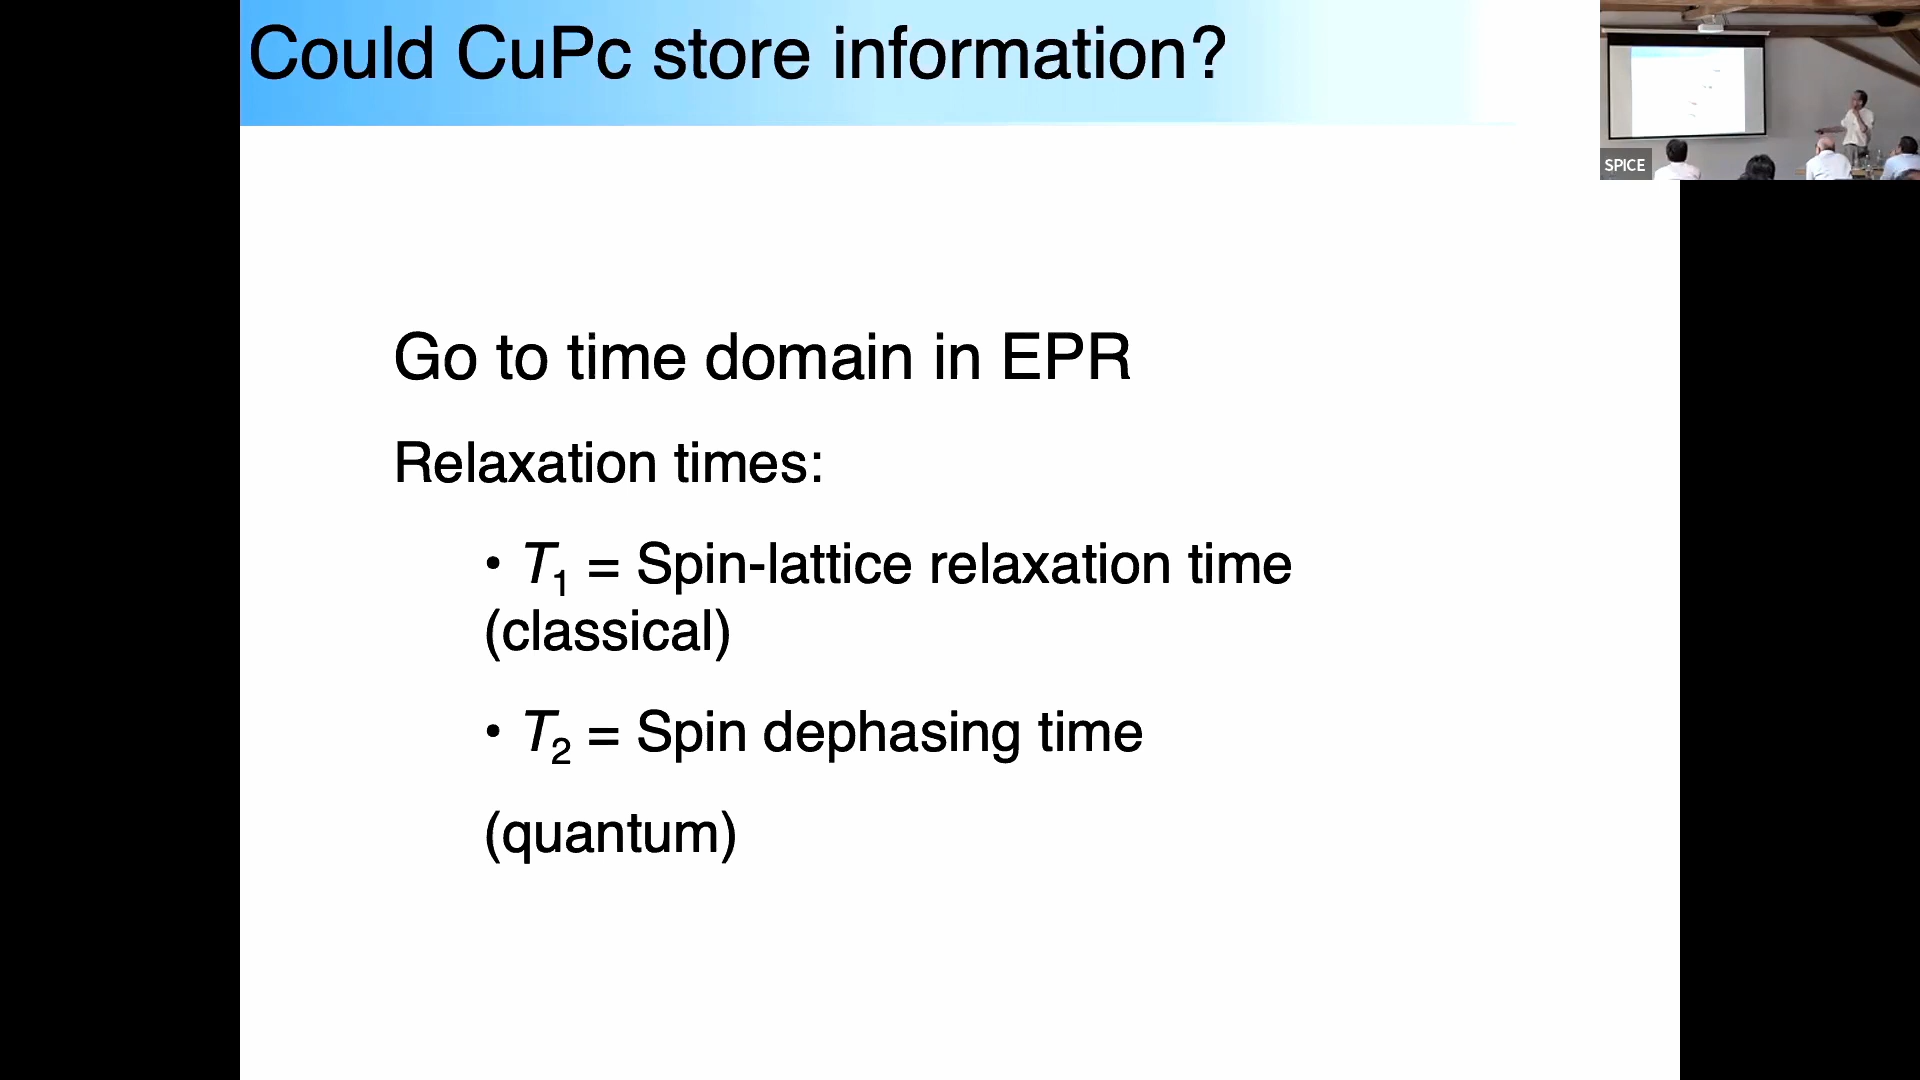 Could CuPc store information?
SPICE
Go to time domain in EPR
Relaxation times:
• T₁ = Spin-lattice relaxation time
(classical)
• T₂ = Spin dephasing time
(quantum)